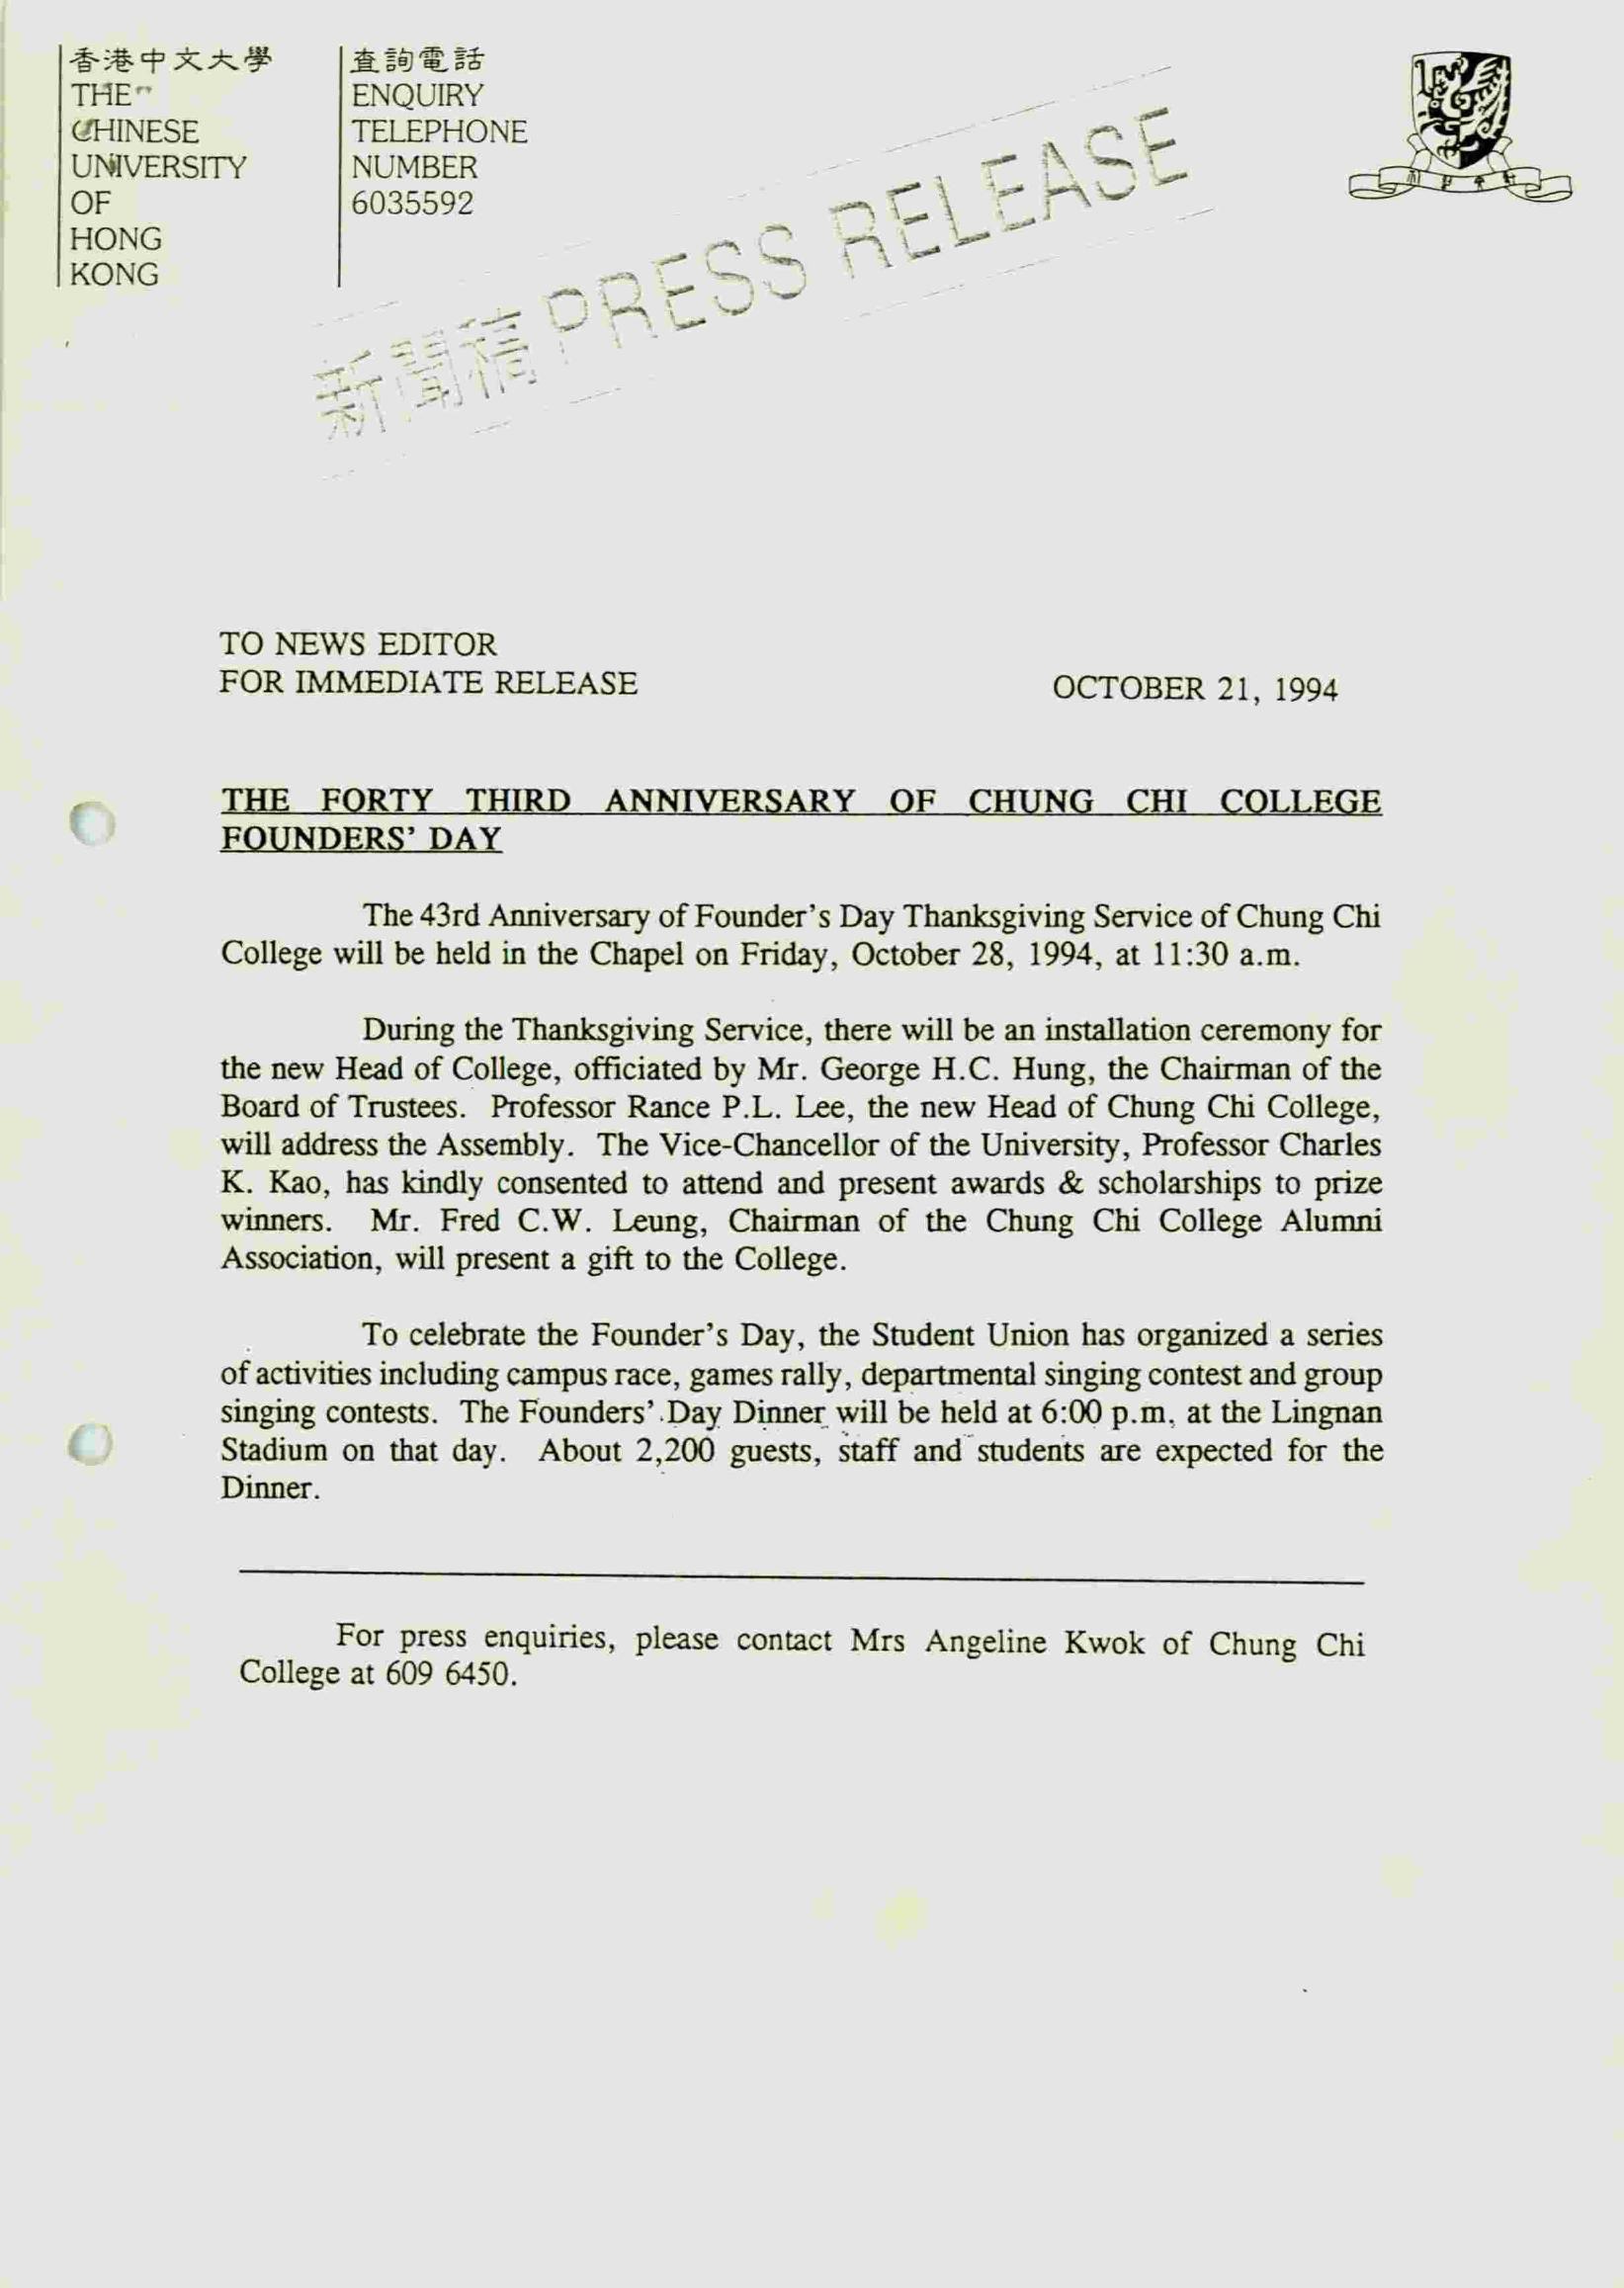 香港中文大學
THE
CHINESE
UNIVERSITY
OF
HONG
KONG
查詢電話
ENQUIRY
TELEPHONE
NUMBER
6035592
新聞稿 PRESS RELEASE
TO NEWS EDITOR
FOR IMMEDIATE RELEASE
OCTOBER 21, 1994
THE FORTY THIRD ANNIVERSARY OF CHUNG CHI COLLEGE
FOUNDERS' DAY
The 43rd Anniversary of Founder's Day Thanksgiving Service of Chung Chi
College will be held in the Chapel on Friday, October 28, 1994, at 11:30 a.m.
During the Thanksgiving Service, there will be an installation ceremony for
the new Head of College, officiated by Mr. George H.C. Hung, the Chairman of the
Board of Trustees. Professor Rance P.L. Lee, the new Head of Chung Chi College,
will address the Assembly. The Vice-Chancellor of the University, Professor Charles
K. Kao, has kindly consented to attend and present awards & scholarships to prize
winners. Mr. Fred C.W. Leung, Chairman of the Chung Chi College Alumni
Association, will present a gift to the College.
To celebrate the Founder's Day, the Student Union has organized a series
of activities including campus race, games rally, departmental singing contest and group
singing contests. The Founders' Day Dinner will be held at 6:00 p.m. at the Lingnan
Stadium on that day. About 2,200 guests, staff and students are expected for the
Dinner.
For press enquiries, please contact Mrs Angeline Kwok of Chung Chi
College at 609 6450.